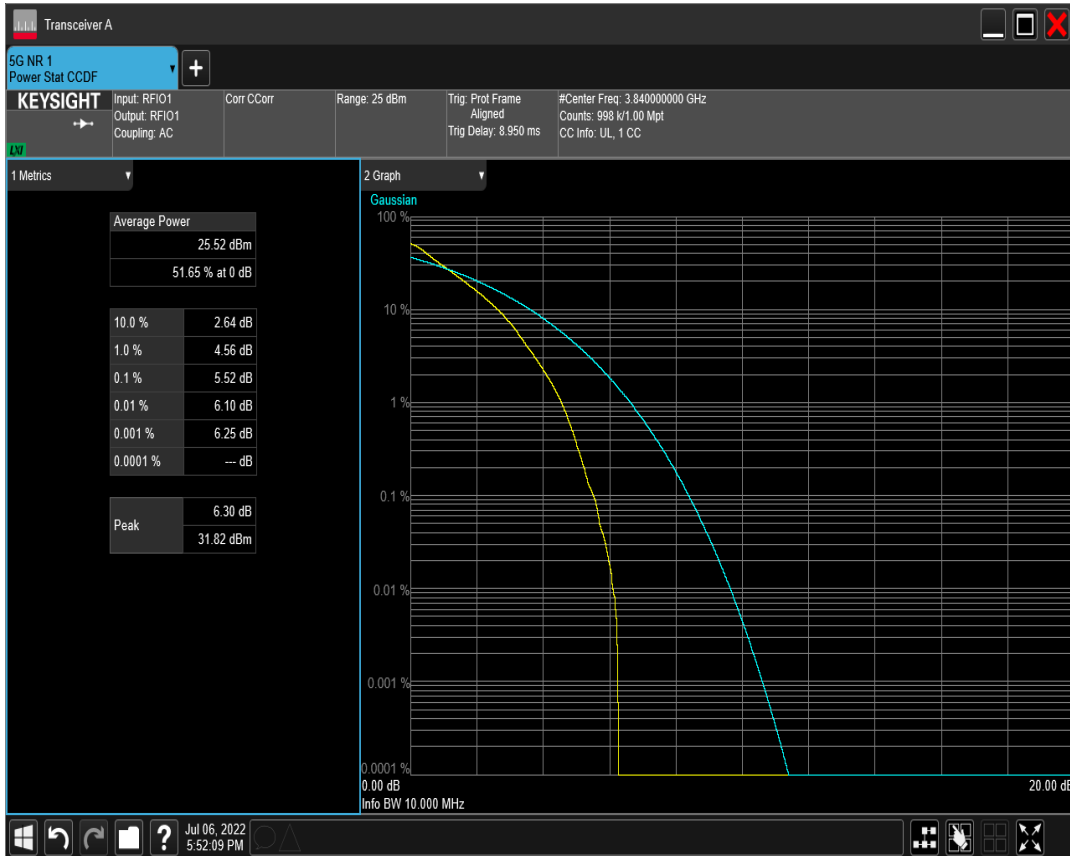 Transceiver A
5G NR 1
Power Stat CCDF
KEYSIGHT
LXI
Input: RFIO1
Output: RFIO1
Coupling: AC
Corr CCorr
Range: 25 dBm
Trig: Prot Frame
Aligned
Trig Delay: 8.950 ms
#Center Freq: 3.840000000 GHz
Counts: 998 k/1.00 Mpt
CC Info: UL, 1 CC
1 Metrics
Average Power
25.52 dBm
51.65 % at 0 dB
10.0 % 2.64 dB
1.0 % 4.56 dB
0.1 % 5.52 dB
0.01 % 6.10 dB
0.001 % 6.25 dB
0.0001 % --- dB
Peak 6.30 dB
31.82 dBm
2 Graph
Gaussian
100 %
10 %
1 %
0.1 %
0.01 %
0.001 %
0.0001 %
0.00 dB 20.00 dB
Info BW 10.000 MHz
?
Jul 06, 2022
5:52:09 PM